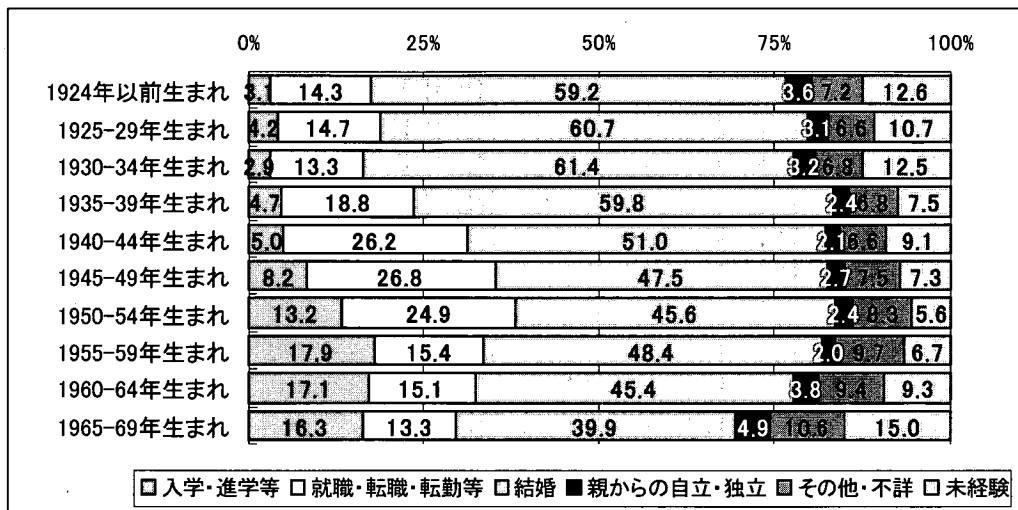 0% 25% 50% 75% 100%
1924年以前生まれ 3.1 14.3 59.2 3.6 7.2 12.6
1925-29年生まれ 4.2 14.7 60.7 3.1 6.6 10.7
1930-34年生まれ 2.9 13.3 61.4 3.2 6.8 12.5
1935-39年生まれ 4.7 18.8 59.8 2.4 6.8 7.5
1940-44年生まれ 5.0 26.2 51.0 2.1 6.6 9.1
1945-49年生まれ 8.2 26.8 47.5 2.7 7.5 7.3
1950-54年生まれ 13.2 24.9 45.6 2.4 8.3 5.6
1955-59年生まれ 17.9 15.4 48.4 2.0 9.7 6.7
1960-64年生まれ 17.1 15.1 45.4 3.8 9.4 9.3
1965-69年生まれ 16.3 13.3 39.9 4.9 10.6 15.0
入学・進学等 就職・転職・転勤等 結婚 親からの自立・独立 その他・不詳 未経験